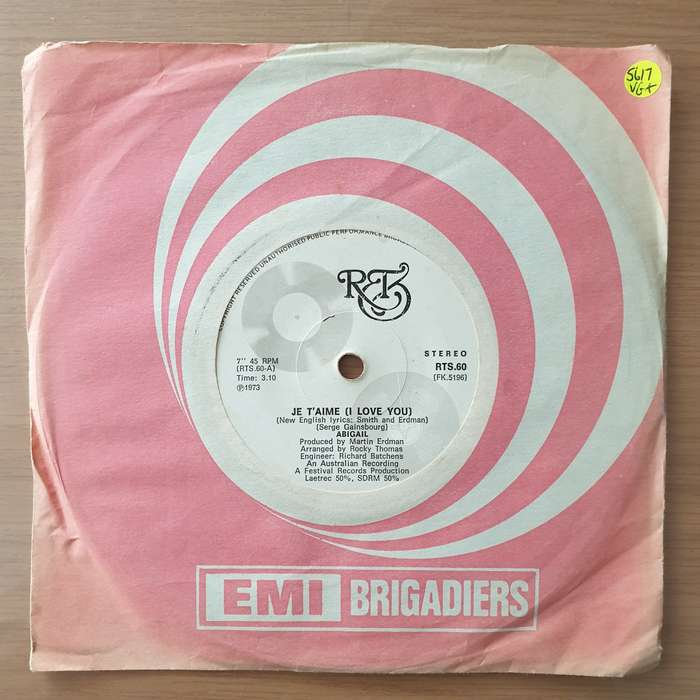 5617
VG+
COPYRIGHT RESERVED UNAUTHORISED PUBLIC PERFORMANCE
R&T
7" 45 RPM
(RTS.60-A)
Time: 3.10
℗1973
STEREO
RTS.60
(FK.5196)
JE T'AIME (I LOVE YOU)
(New English lyrics: Smith and Erdman)
(Serge Gainsbourg)
ABIGAIL
Produced by Martin Erdman
Arranged by Rocky Thomas
Engineer: Richard Batchens
An Australian Recording
A Festival Records Production
Laetrec 50%, SDRM 50%
EMI BRIGADIERS